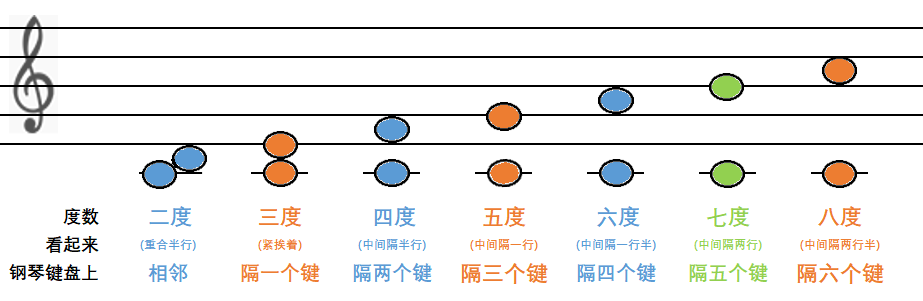 度数 二度 三度 四度 五度 六度 七度 八度
看起来 (重合半行) (紧挨着) (中间隔半行) (中间隔一行) (中间隔一行半) (中间隔两行) (中间隔两行半)
钢琴键盘上 相邻 隔一个键 隔两个键 隔三个键 隔四个键 隔五个键 隔六个键